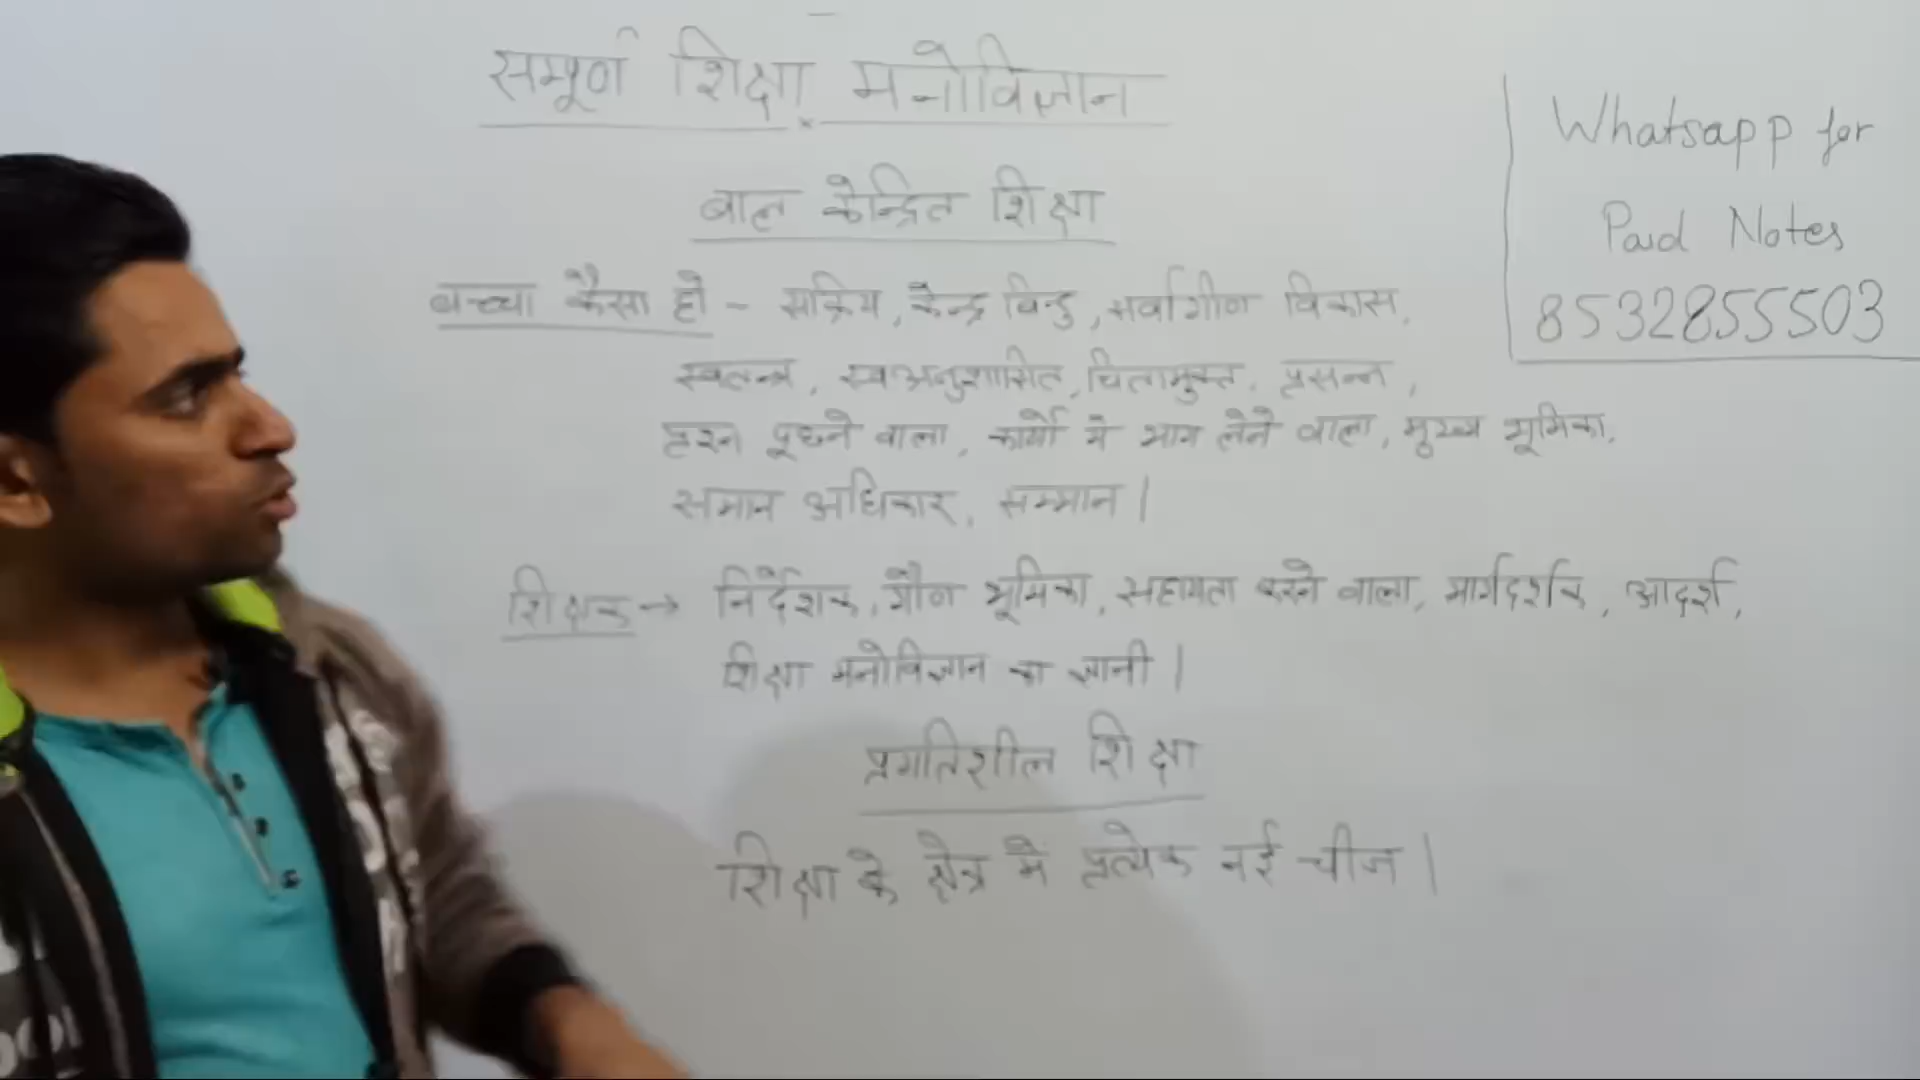 सम्पूर्ण शिक्षा मनोविज्ञान
बाल केन्द्रित शिक्षा
बच्चा कैसा हो - सक्रिय, केन्द्र बिन्दु, सर्वांगीण विकास,
स्वतन्त्र, स्वअनुशासित, चिंतामुक्त, प्रसन्न,
प्रश्न पूछने वाला, कार्यो मे भाग लेने वाला, मुख्य भूमिका,
समान अधिकार, सम्मान।
शिक्षक → निर्देशक, गौण भूमिका, सहायता करने वाला, मार्गदर्शक, आदर्श,
शिक्षा मनोविज्ञान का ज्ञानी।
प्रगतिशील शिक्षा
शिक्षा के क्षेत्र में प्रत्येक नई चीज।
Whatsapp for
Paid Notes
8532855503